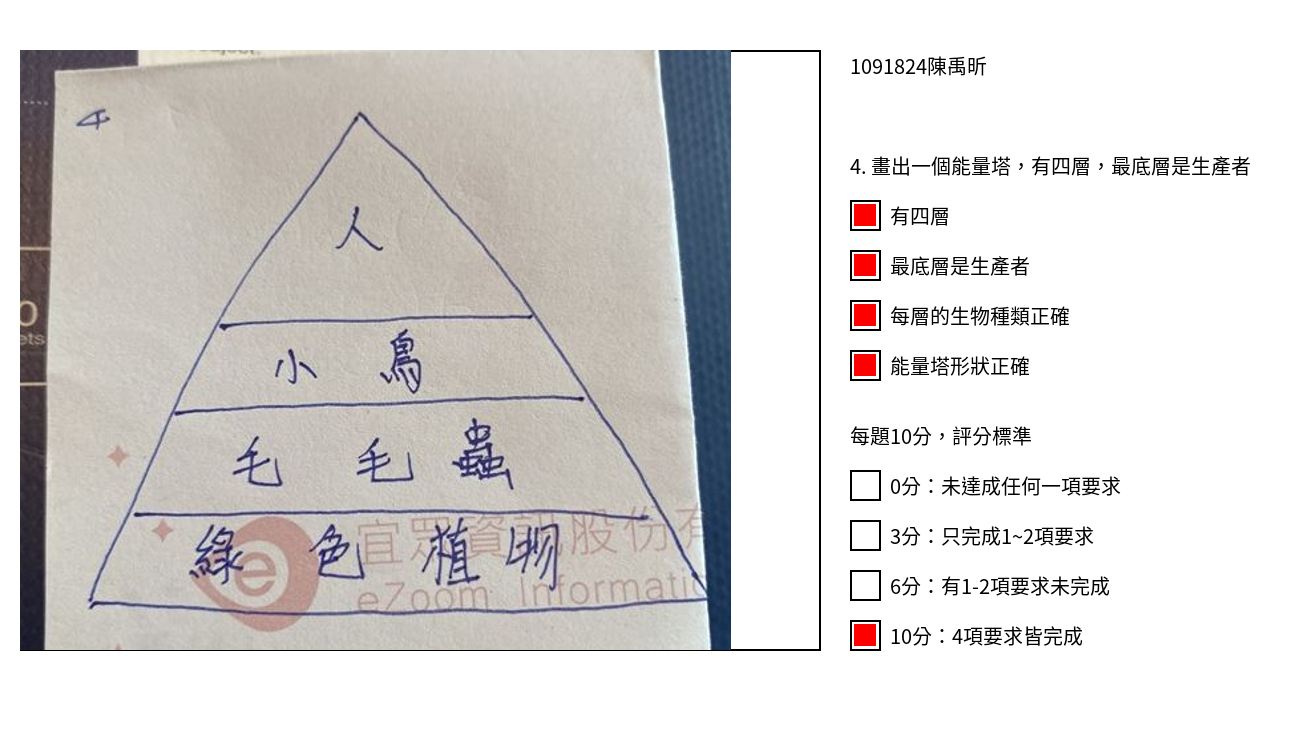 4
人
小鳥
毛毛蟲
綠色植物
宜眾資訊股份有
eZoom Informatio
1091824陳禹昕
4. 畫出一個能量塔，有四層，最底層是生產者
有四層
最底層是生產者
每層的生物種類正確
能量塔形狀正確
每題10分，評分標準
0分：未達成任何一項要求
3分：只完成1~2項要求
6分：有1-2項要求未完成
10分：4項要求皆完成